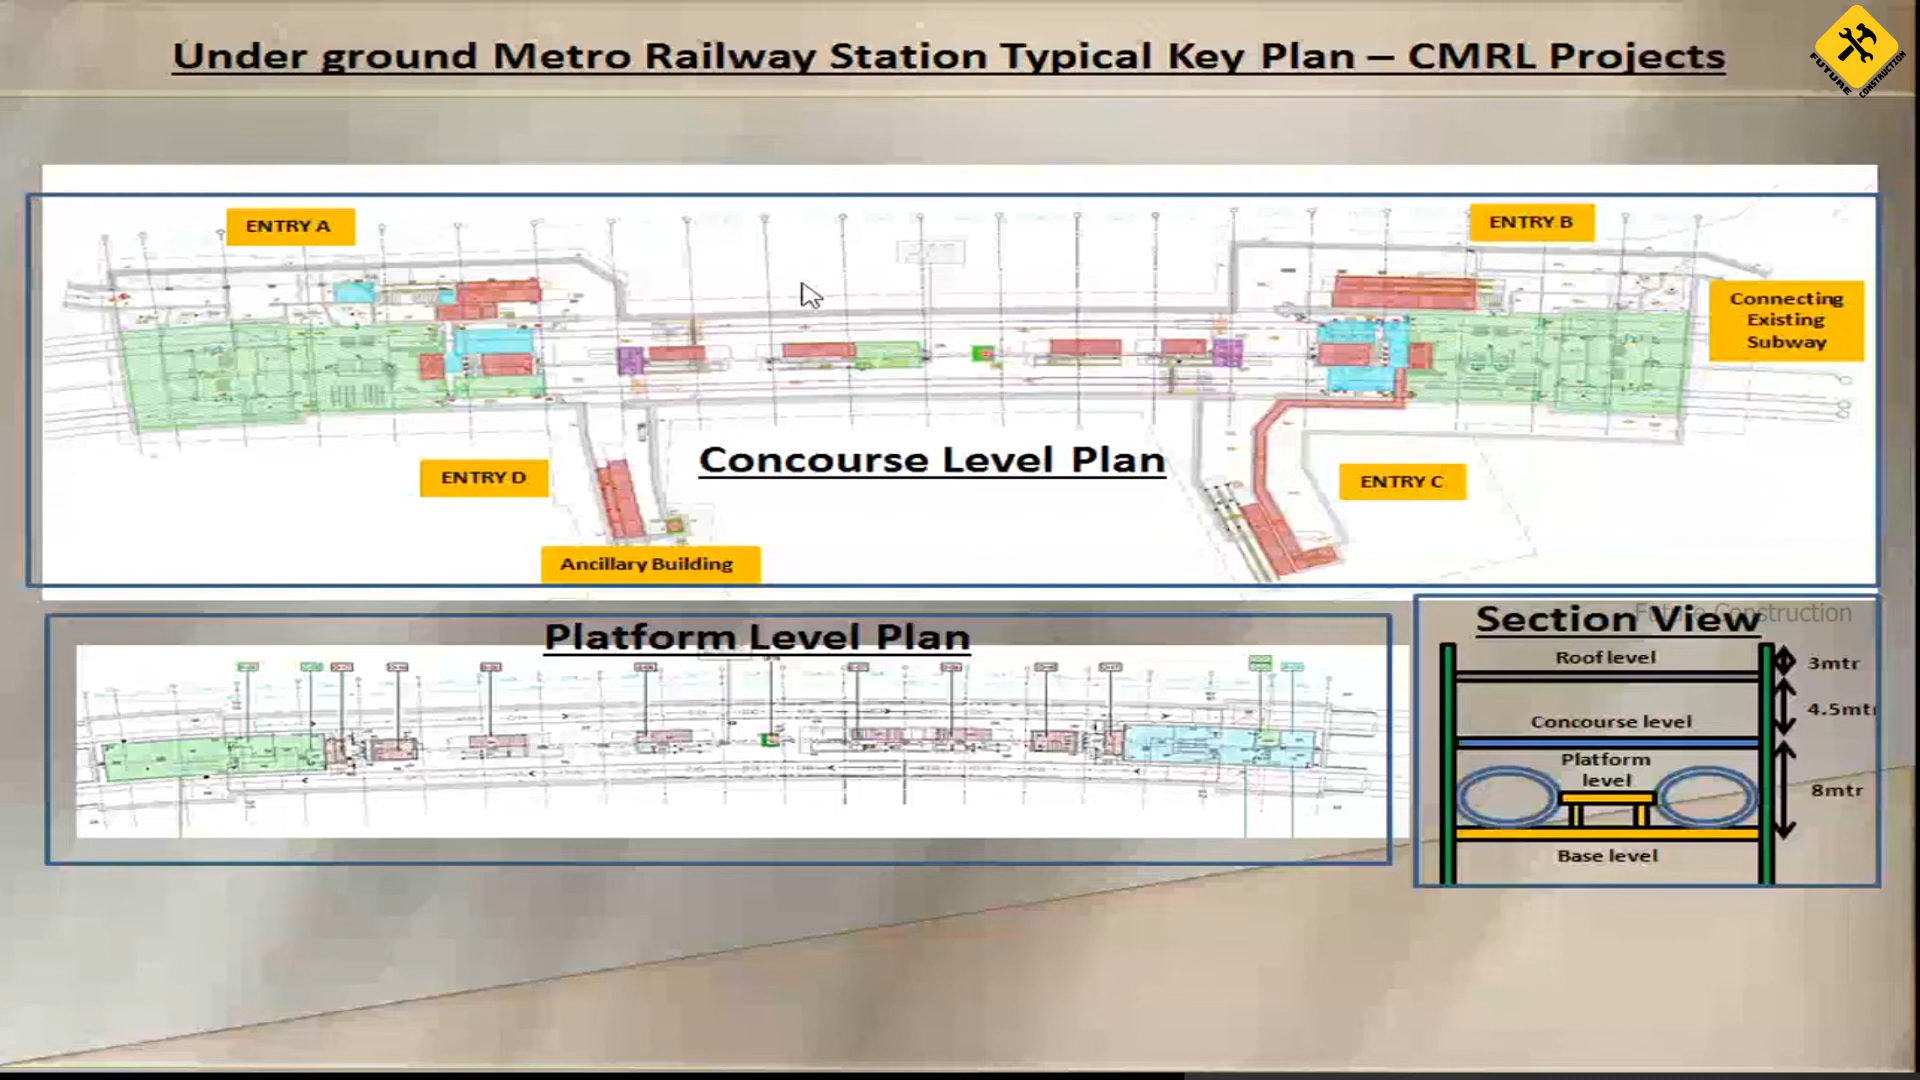 Under ground Metro Railway Station Typical Key Plan – CMRL Projects
FUTURE CONSTRUCTION
ENTRY A
ENTRY B
Connecting
Existing
Subway
Concourse Level Plan
ENTRY D
ENTRY C
Ancillary Building
Platform Level Plan
Future Construction
Section View
Roof level
3mtr
4.5mtr
Concourse level
Platform
level
8mtr
Base level